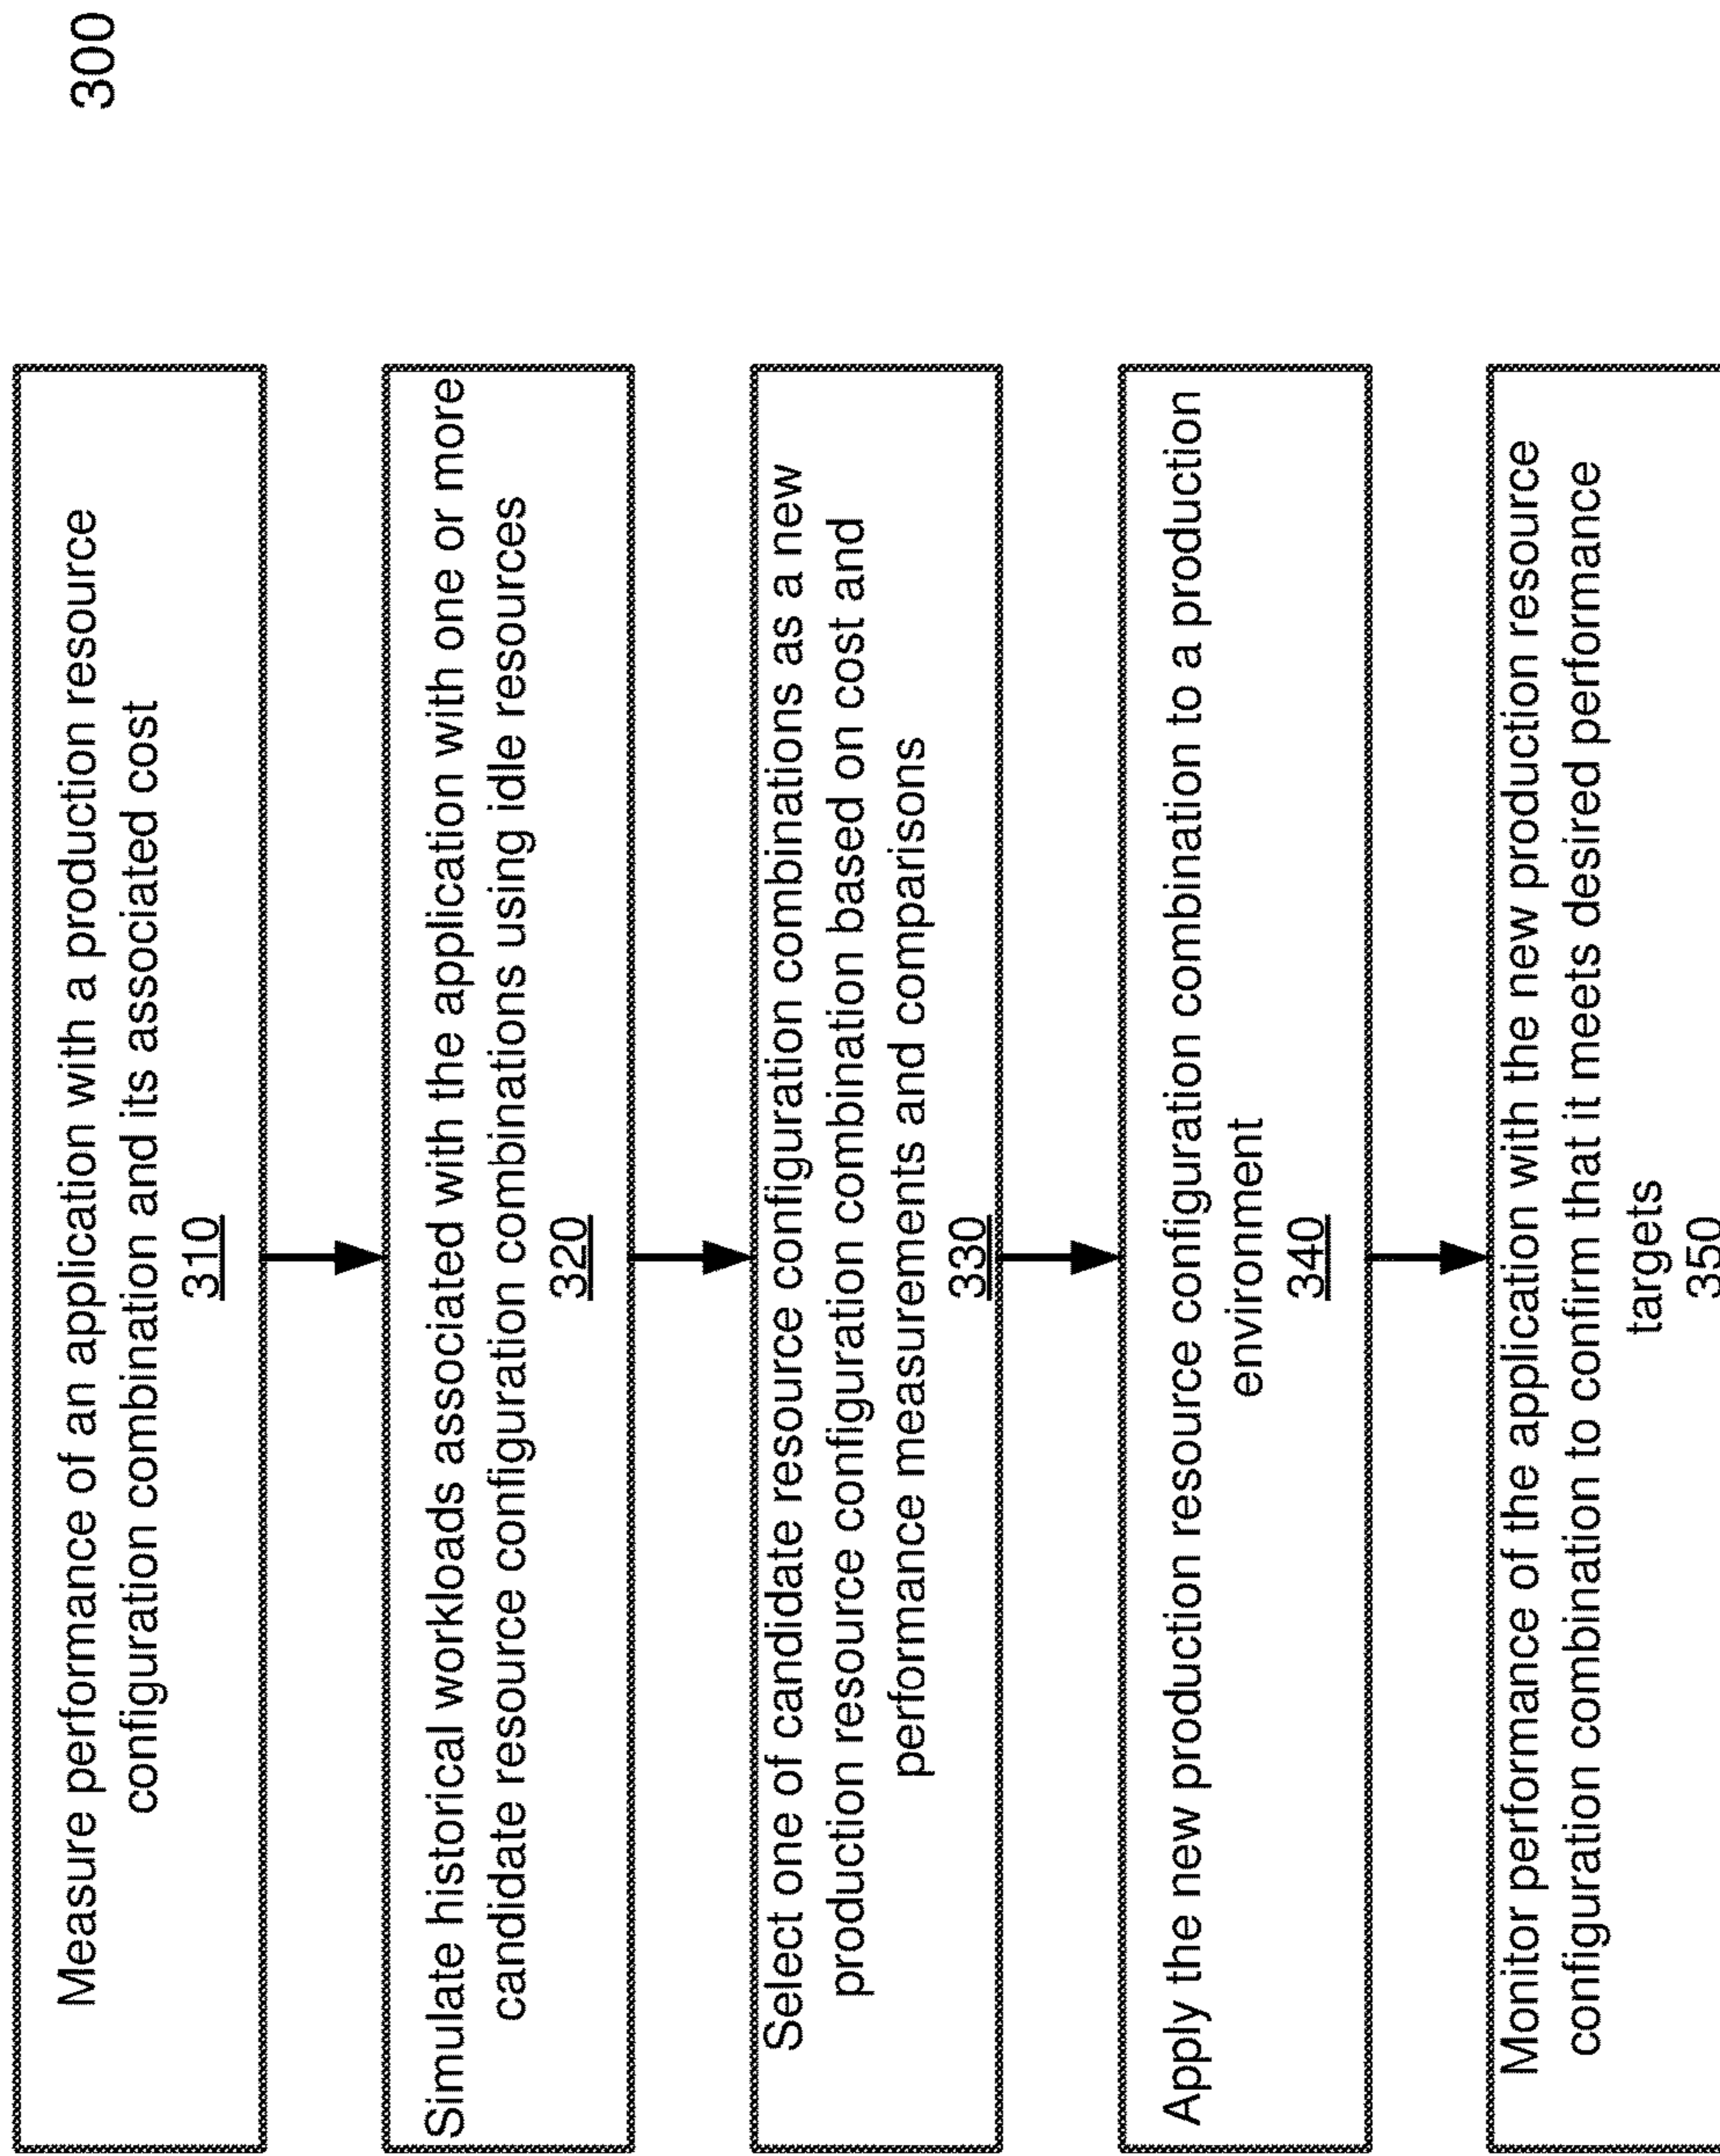 300
Measure performance of an application with a production resource
configuration combination and its associated cost
310
Simulate historical workloads associated with the application with one or more
candidate resource configuration combinations using idle resources
320
Select one of candidate resource configuration combinations as a new
production resource configuration combination based on cost and
performance measurements and comparisons
330
Apply the new production resource configuration combination to a production
environment
340
Monitor performance of the application with the new production resource
configuration combination to confirm that it meets desired performance
targets
350